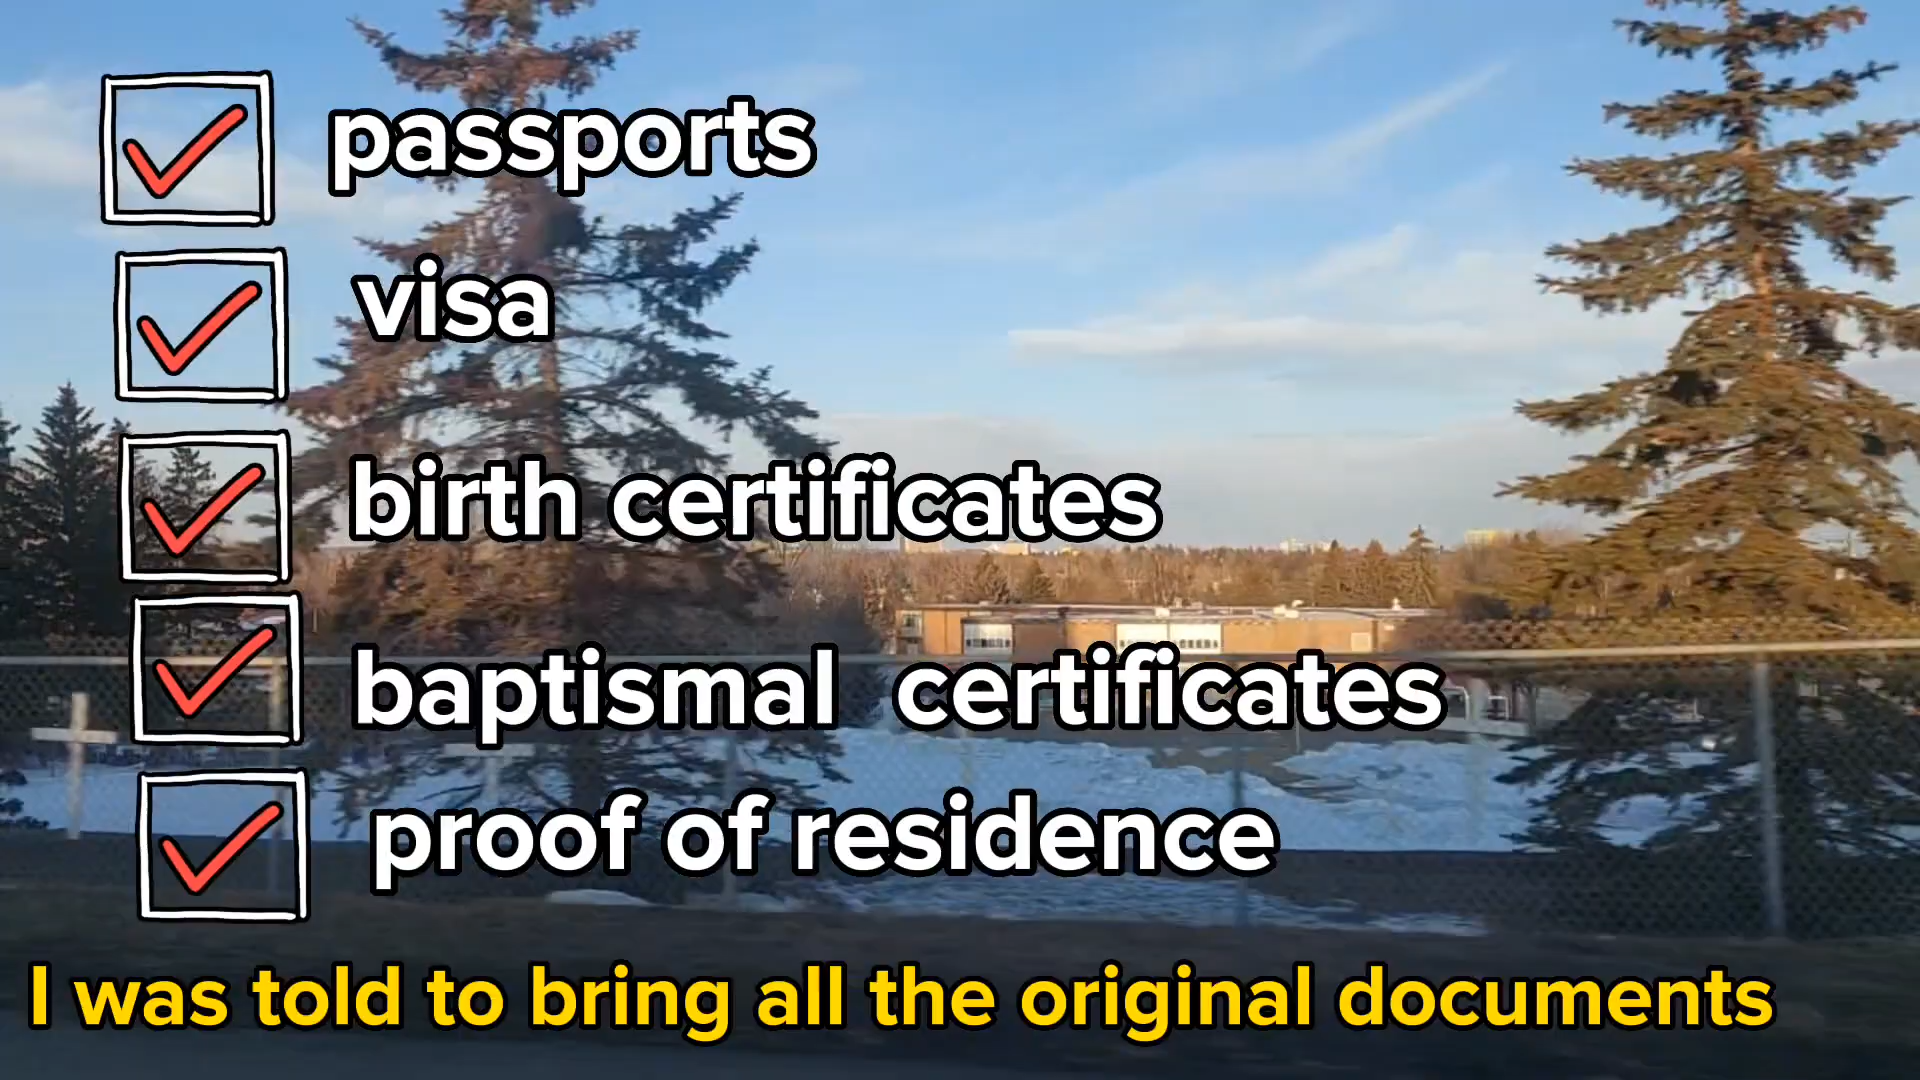 passports
visa
birth certificates
baptismal certificates
proof of residence
I was told to bring all the original documents